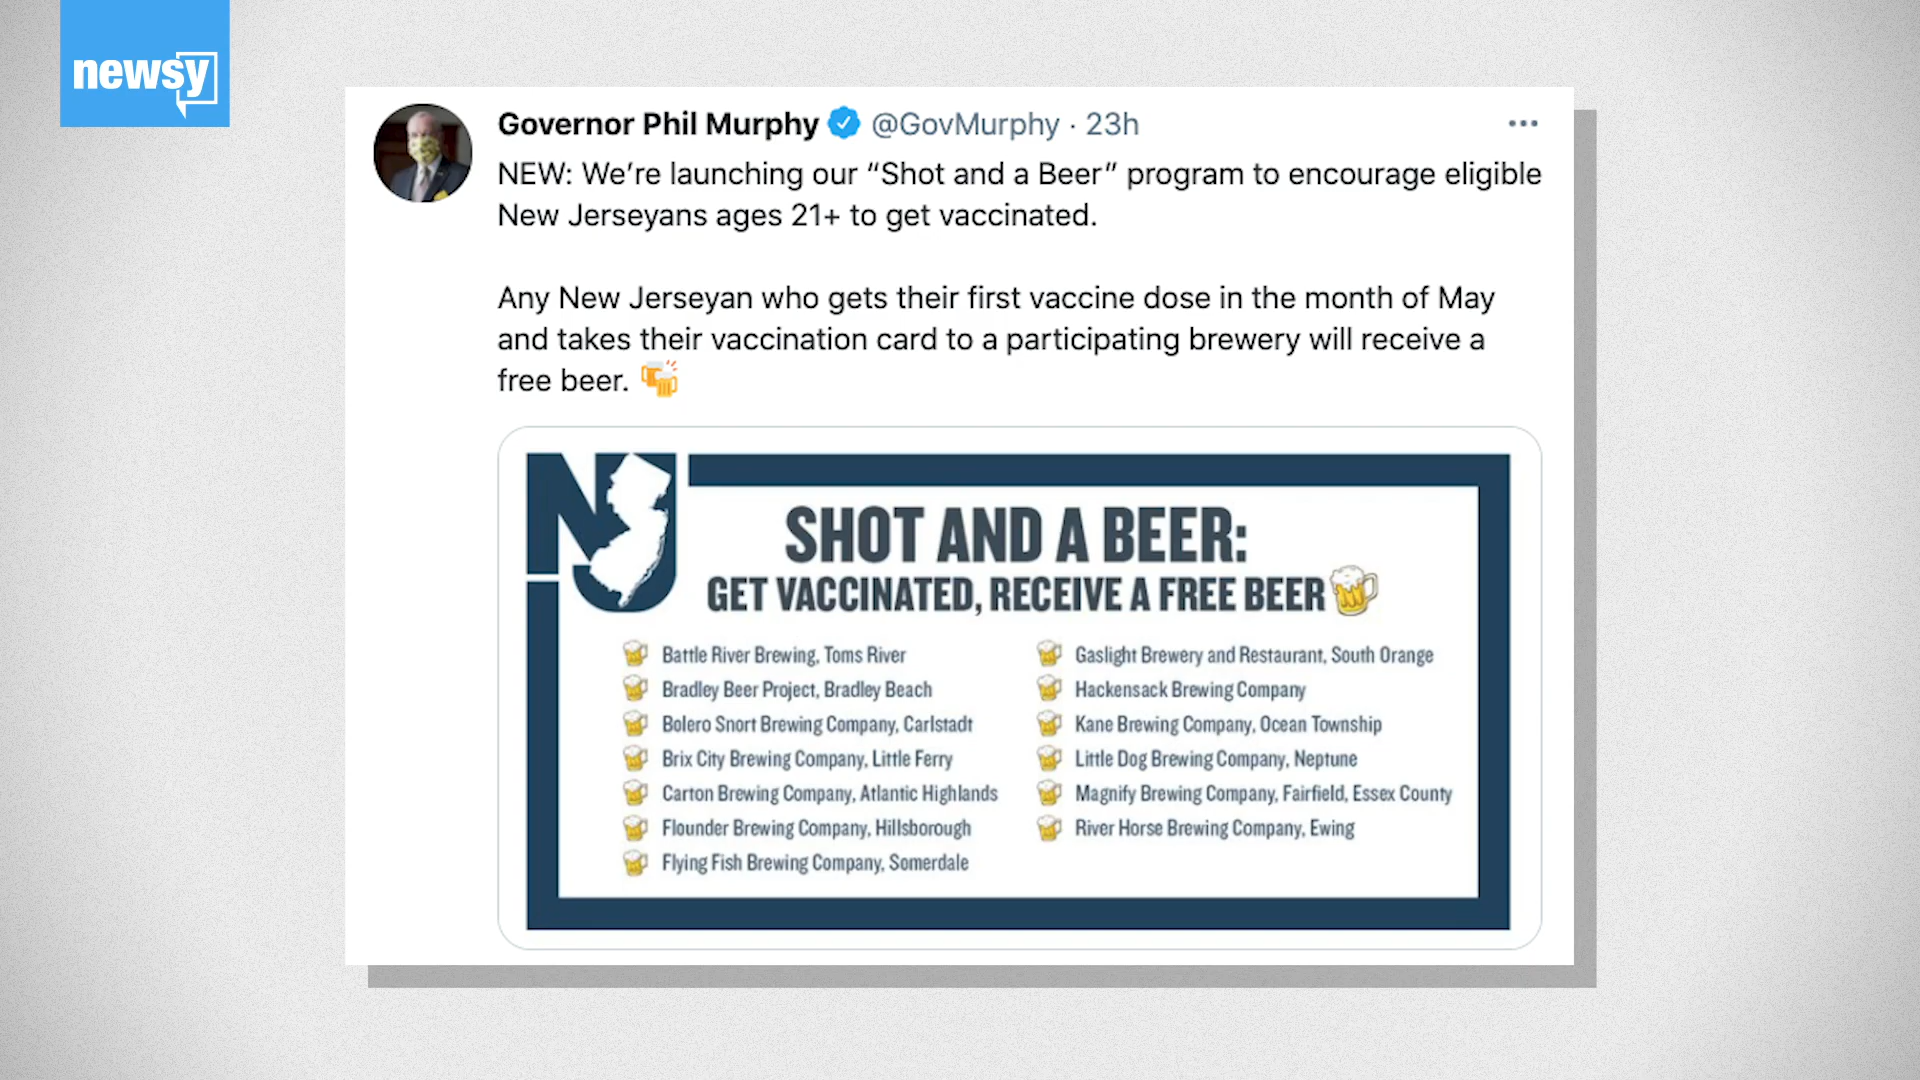 newsy
Governor Phil Murphy @GovMurphy · 23h
NEW: We’re launching our “Shot and a Beer” program to encourage eligible
New Jerseyans ages 21+ to get vaccinated.
Any New Jerseyan who gets their first vaccine dose in the month of May
and takes their vaccination card to a participating brewery will receive a
free beer. 🍻
NJ
SHOT AND A BEER:
GET VACCINATED, RECEIVE A FREE BEER
Battle River Brewing, Toms River
Bradley Beer Project, Bradley Beach
Bolero Snort Brewing Company, Carlstadt
Brix City Brewing Company, Little Ferry
Carton Brewing Company, Atlantic Highlands
Flounder Brewing Company, Hillsborough
Flying Fish Brewing Company, Somerdale
Gaslight Brewery and Restaurant, South Orange
Hackensack Brewing Company
Kane Brewing Company, Ocean Township
Little Dog Brewing Company, Neptune
Magnify Brewing Company, Fairfield, Essex County
River Horse Brewing Company, Ewing